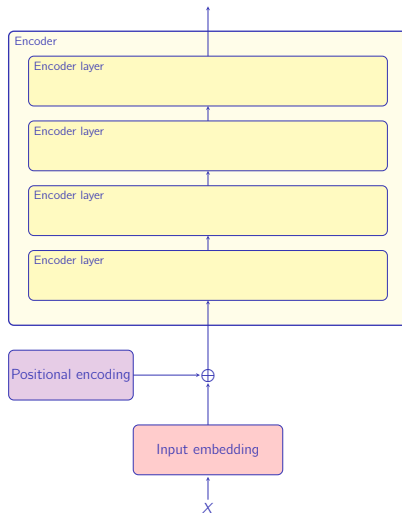 Encoder
Encoder layer
Encoder layer
Encoder layer
Encoder layer
Positional encoding
Input embedding
X